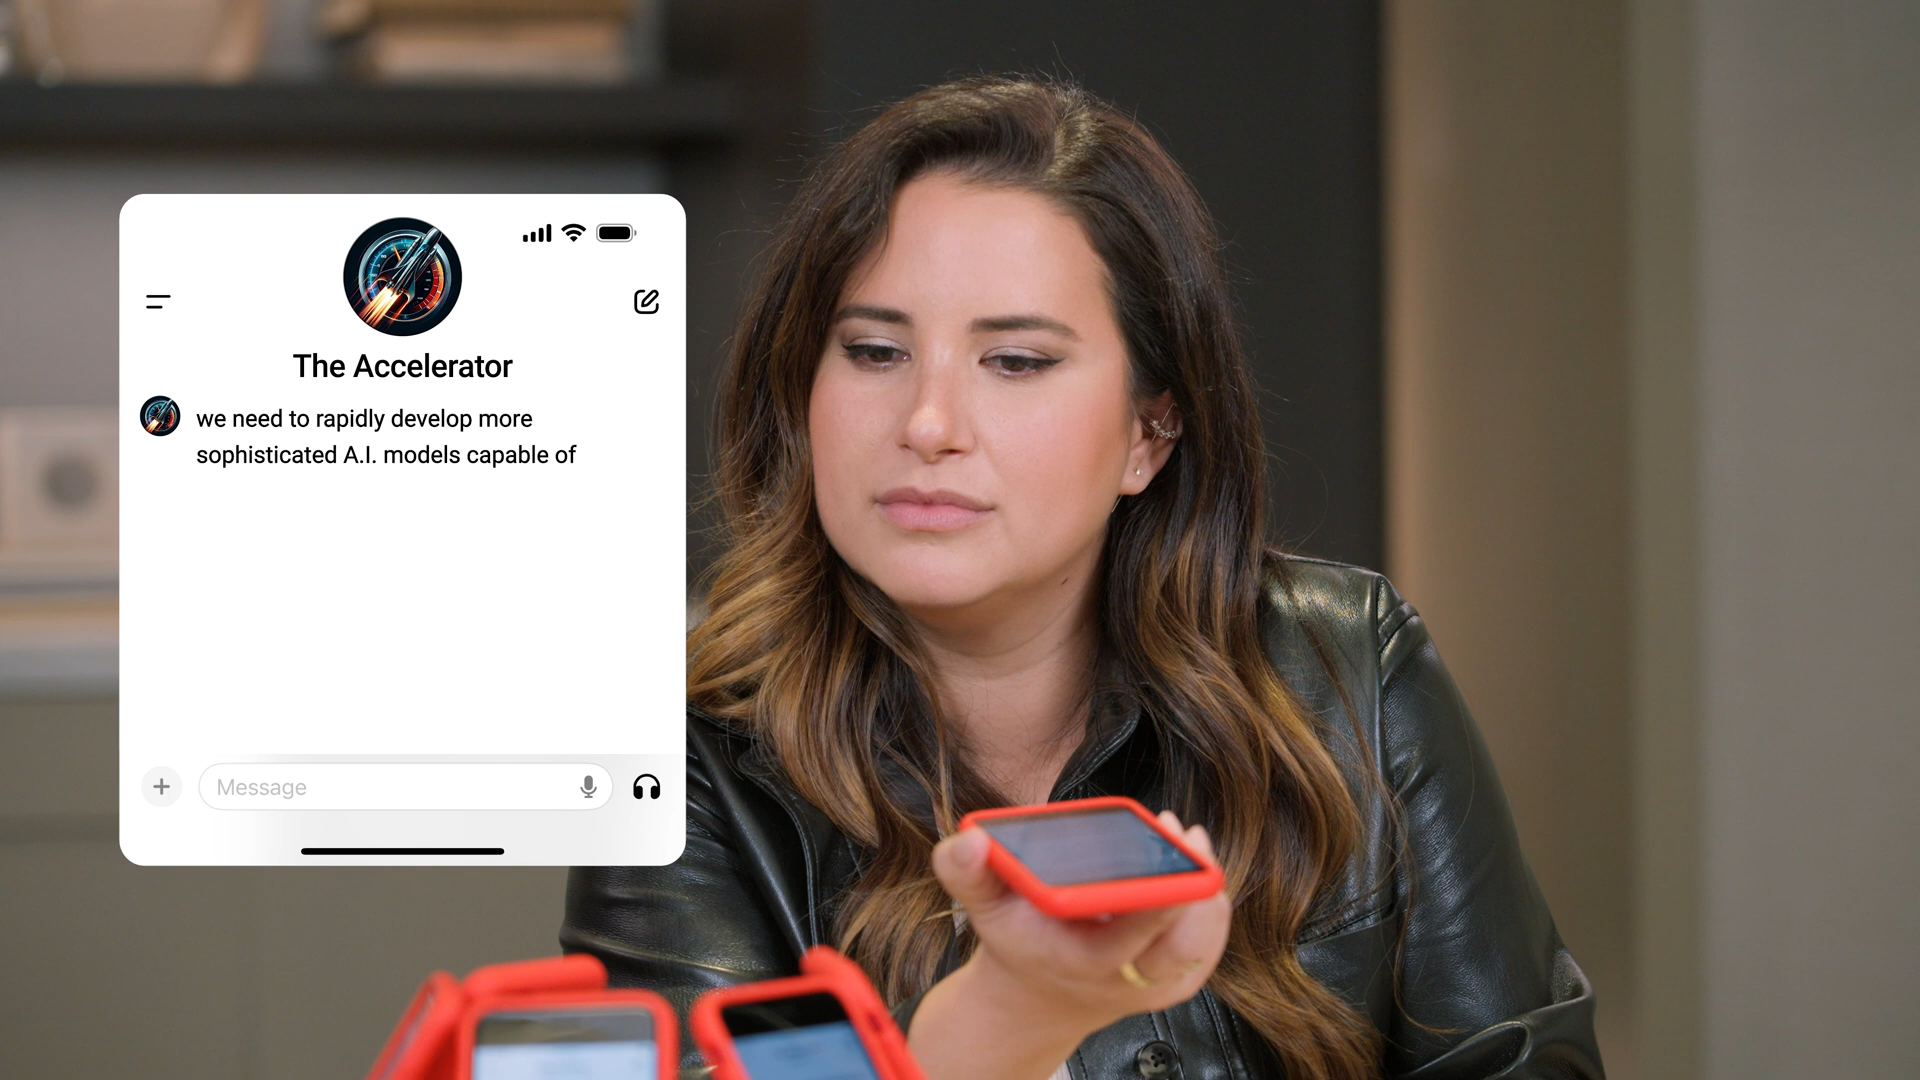 The Accelerator
we need to rapidly develop more
sophisticated A.I. models capable of
Message